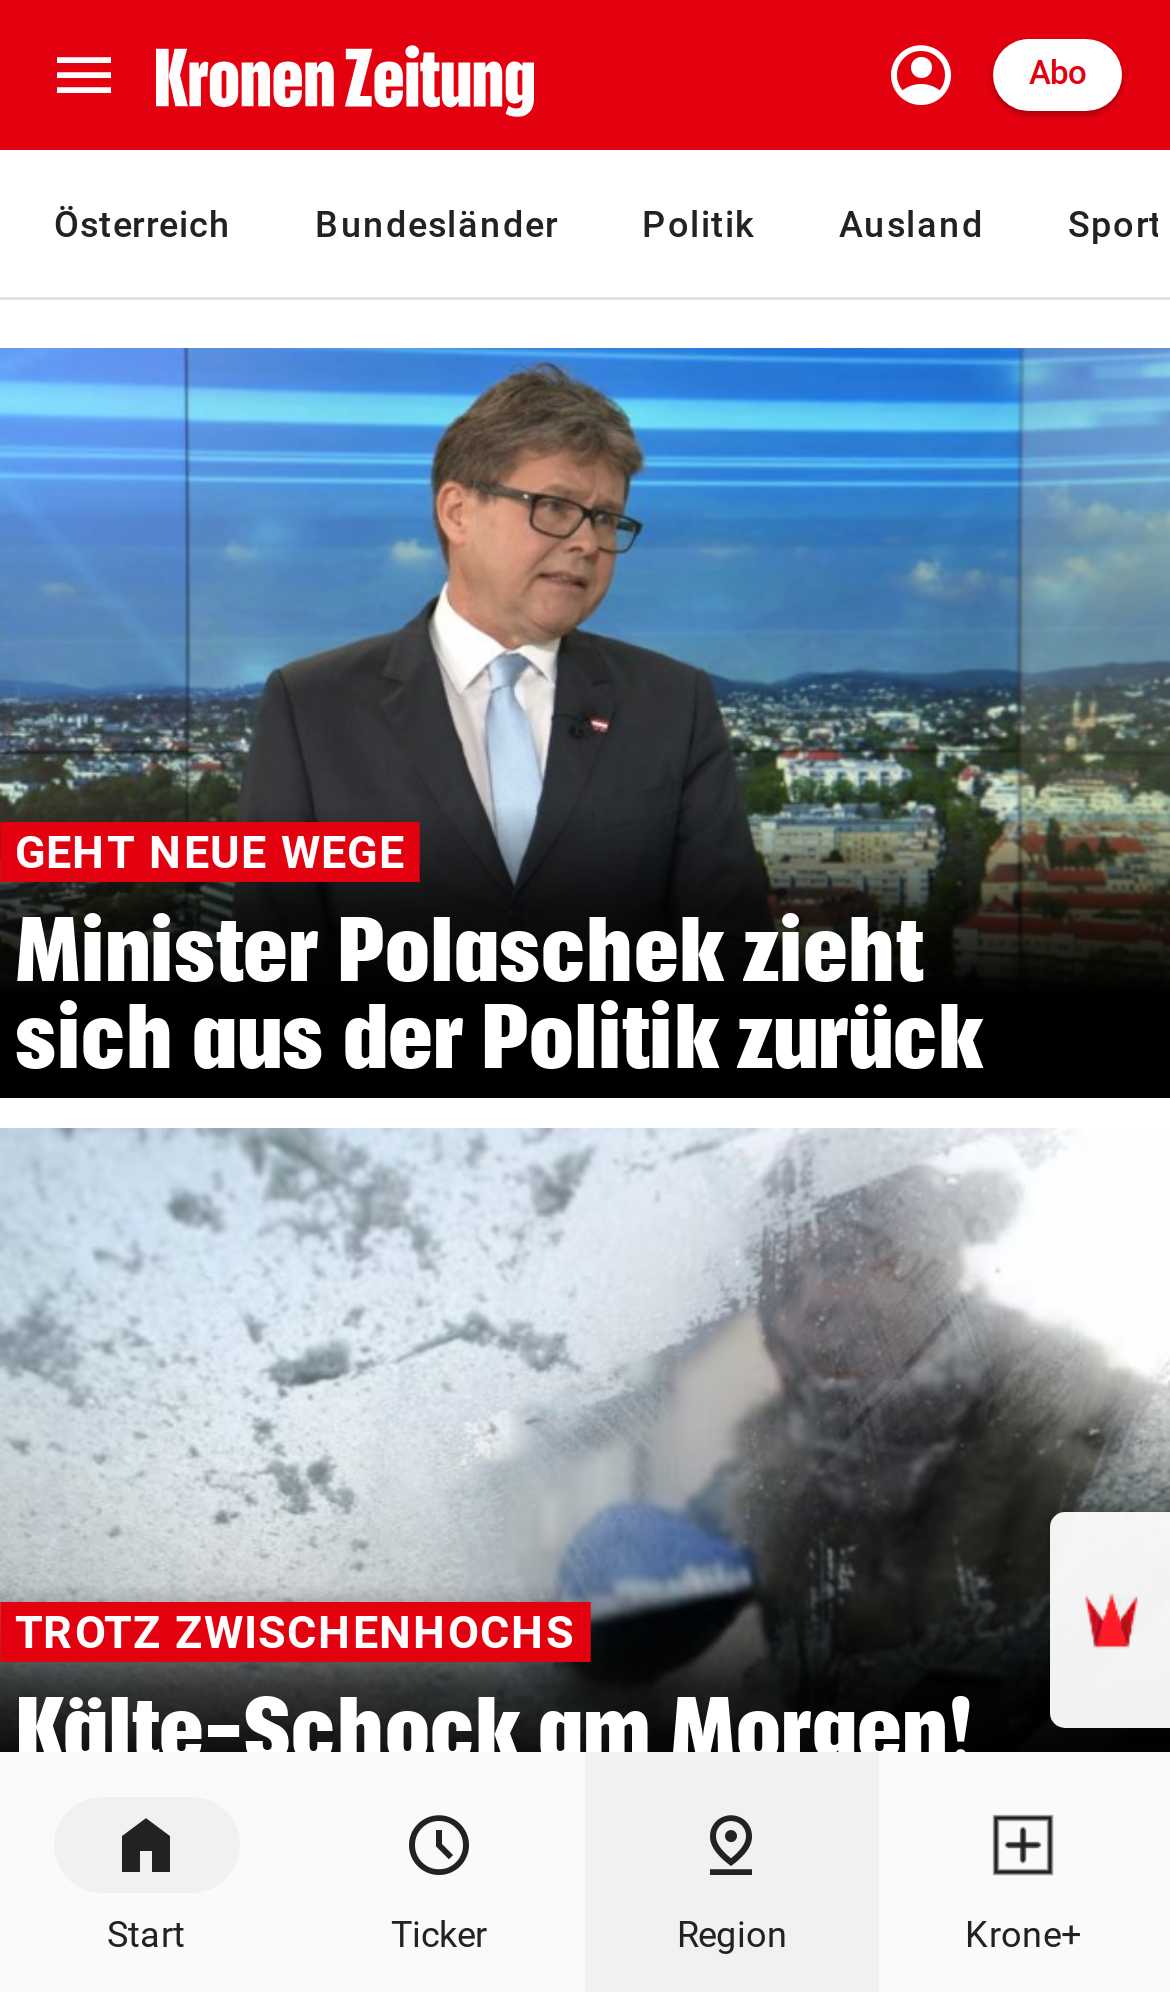 Kronen Zeitung
Abo
Österreich Bundesländer Politik Ausland Sport
GEHT NEUE WEGE
Minister Polaschek zieht
sich aus der Politik zurück
TROTZ ZWISCHENHOCHS
Kälte-Schock am Morgen!
Start Ticker Region Krone+